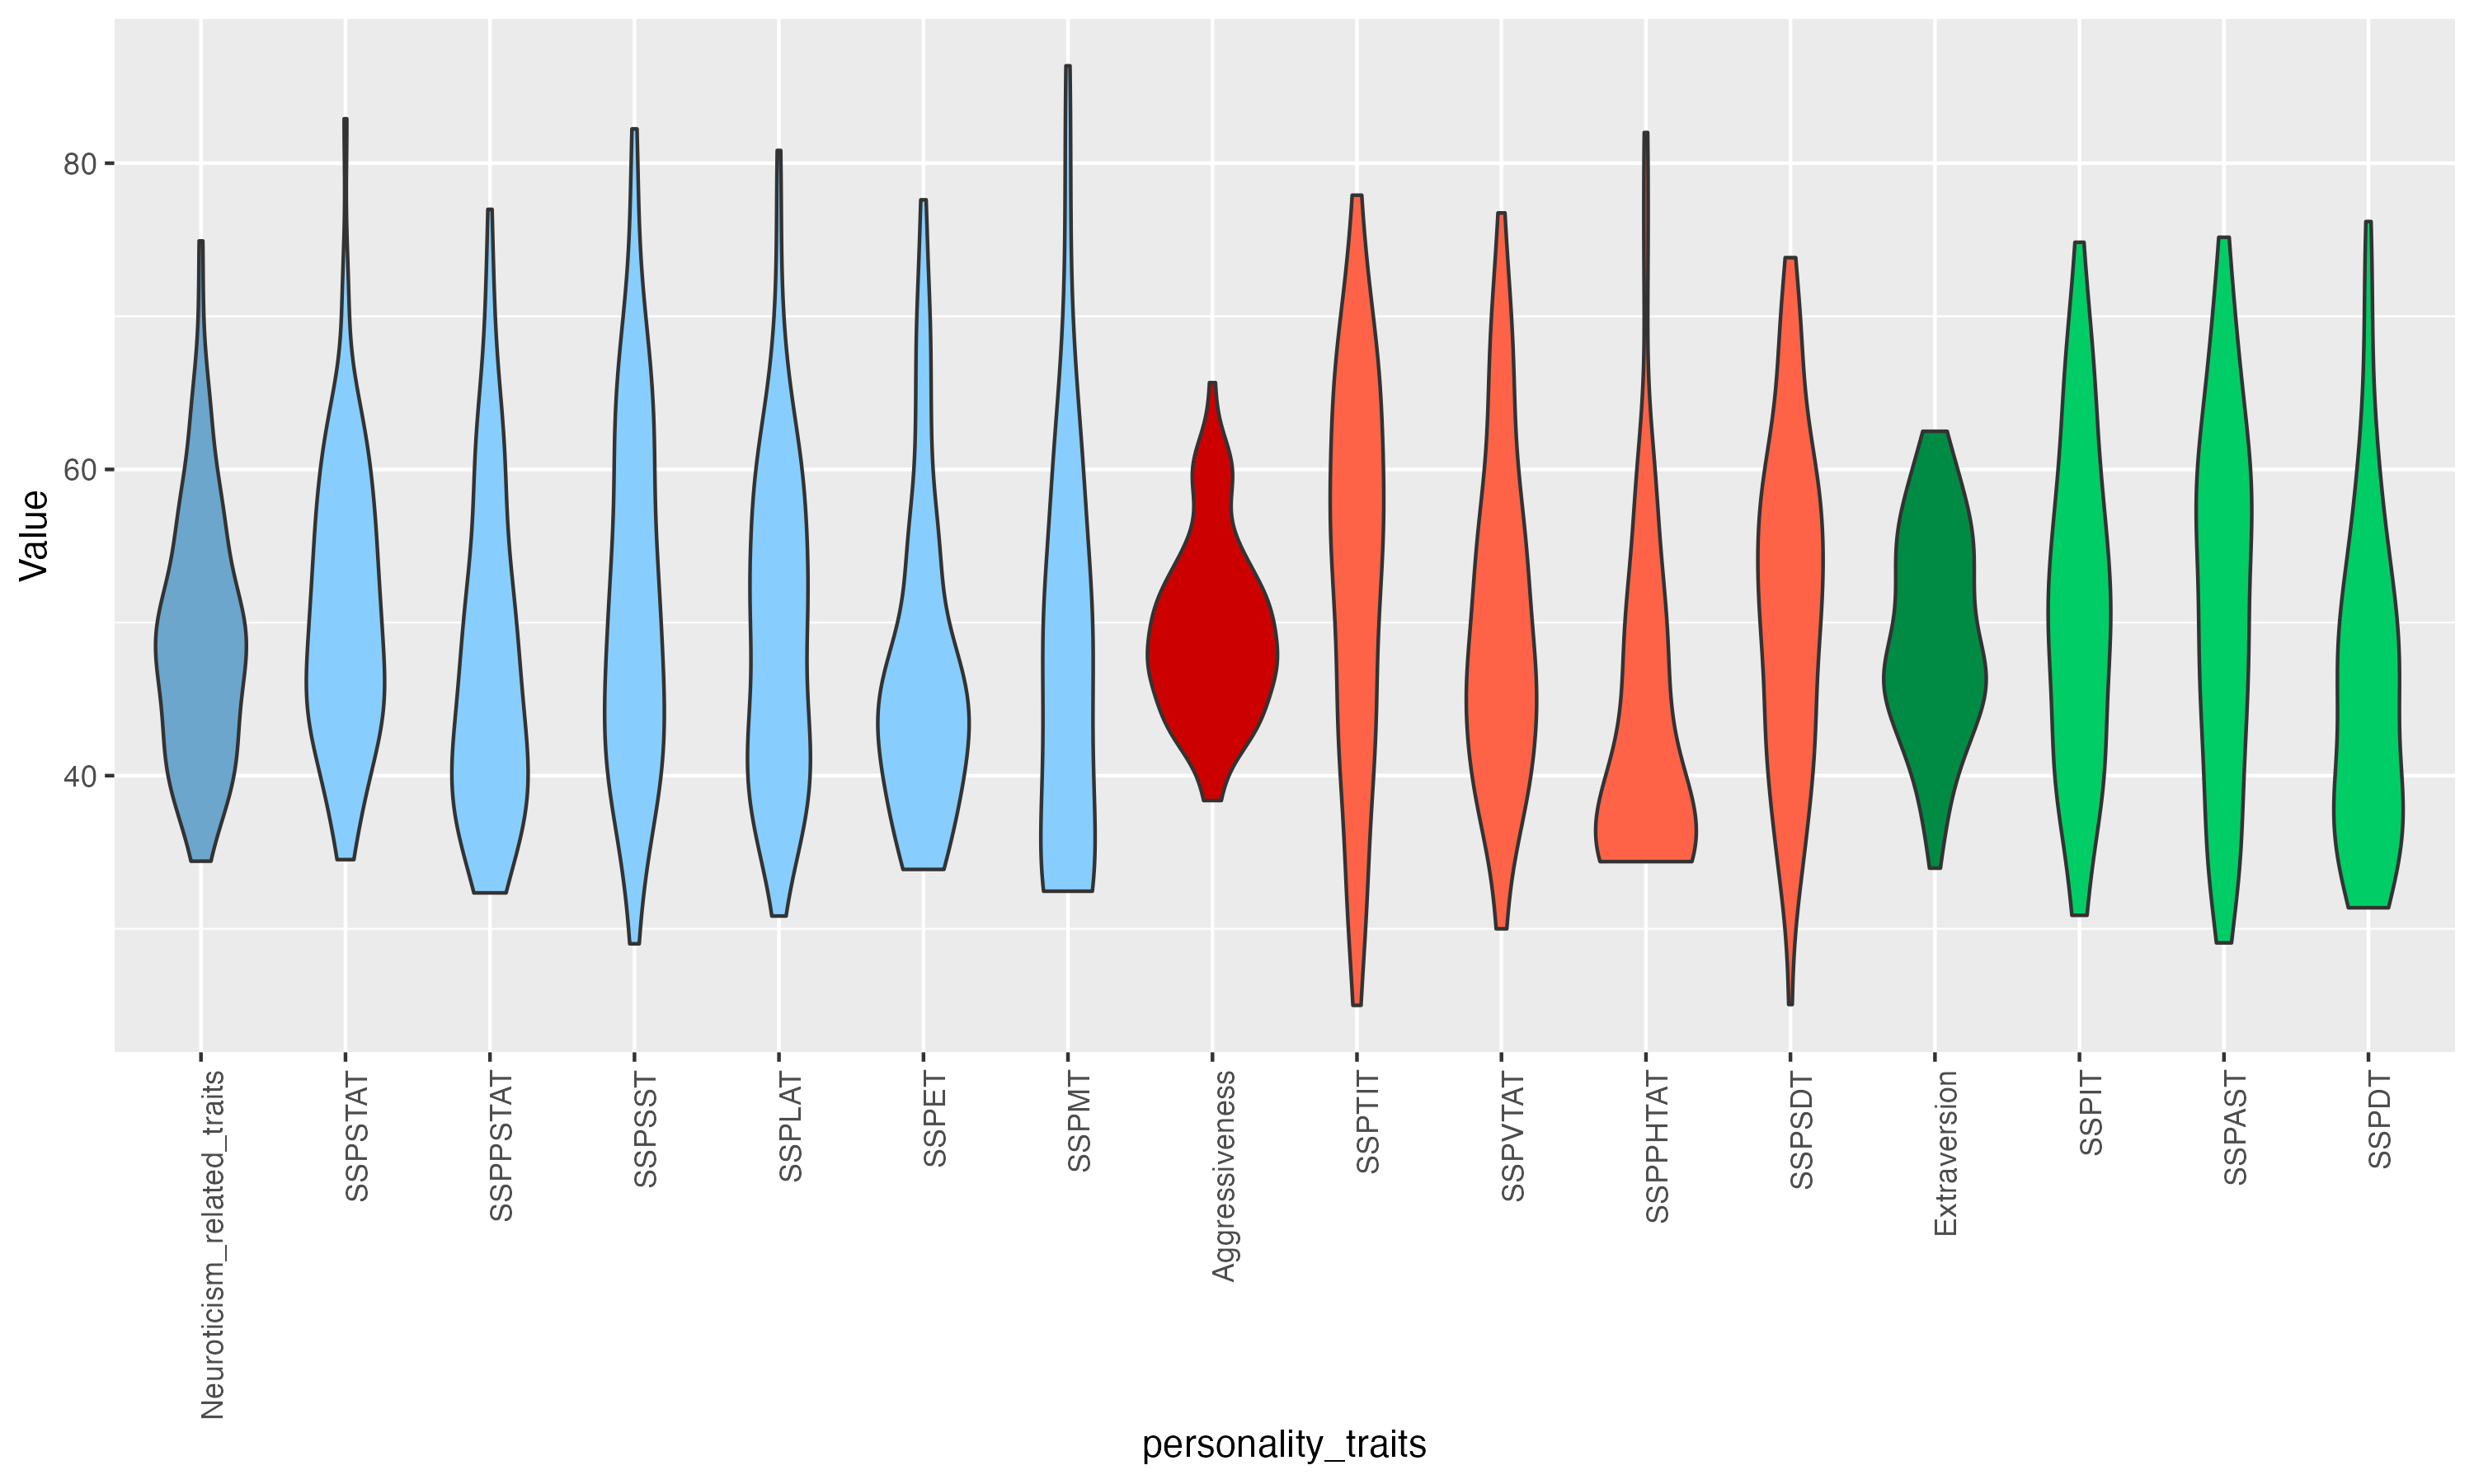 Value
80
60
40
Neuroticism_related_traits
SSPSTAT
SSPPSTAT
SSPSST
SSPLAT
SSPET
SSPMT
Aggressiveness
SSPTIIT
SSPVTAT
SSPPHTAT
SSPSDT
Extraversion
SSPIT
SSPAST
SSPDT
personality_traits